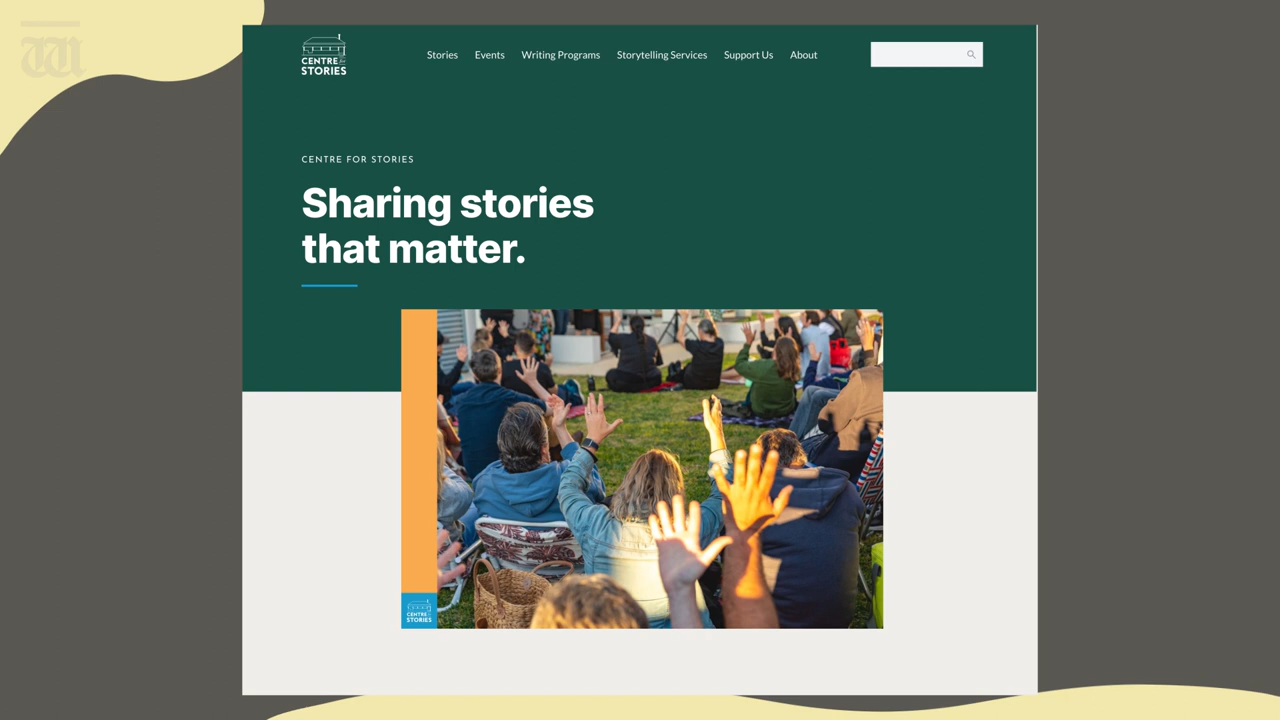 CENTRE
STORIES
Stories Events Writing Programs Storytelling Services Support Us About
CENTRE FOR STORIES
Sharing stories
that matter.
CENTRE
STORIES